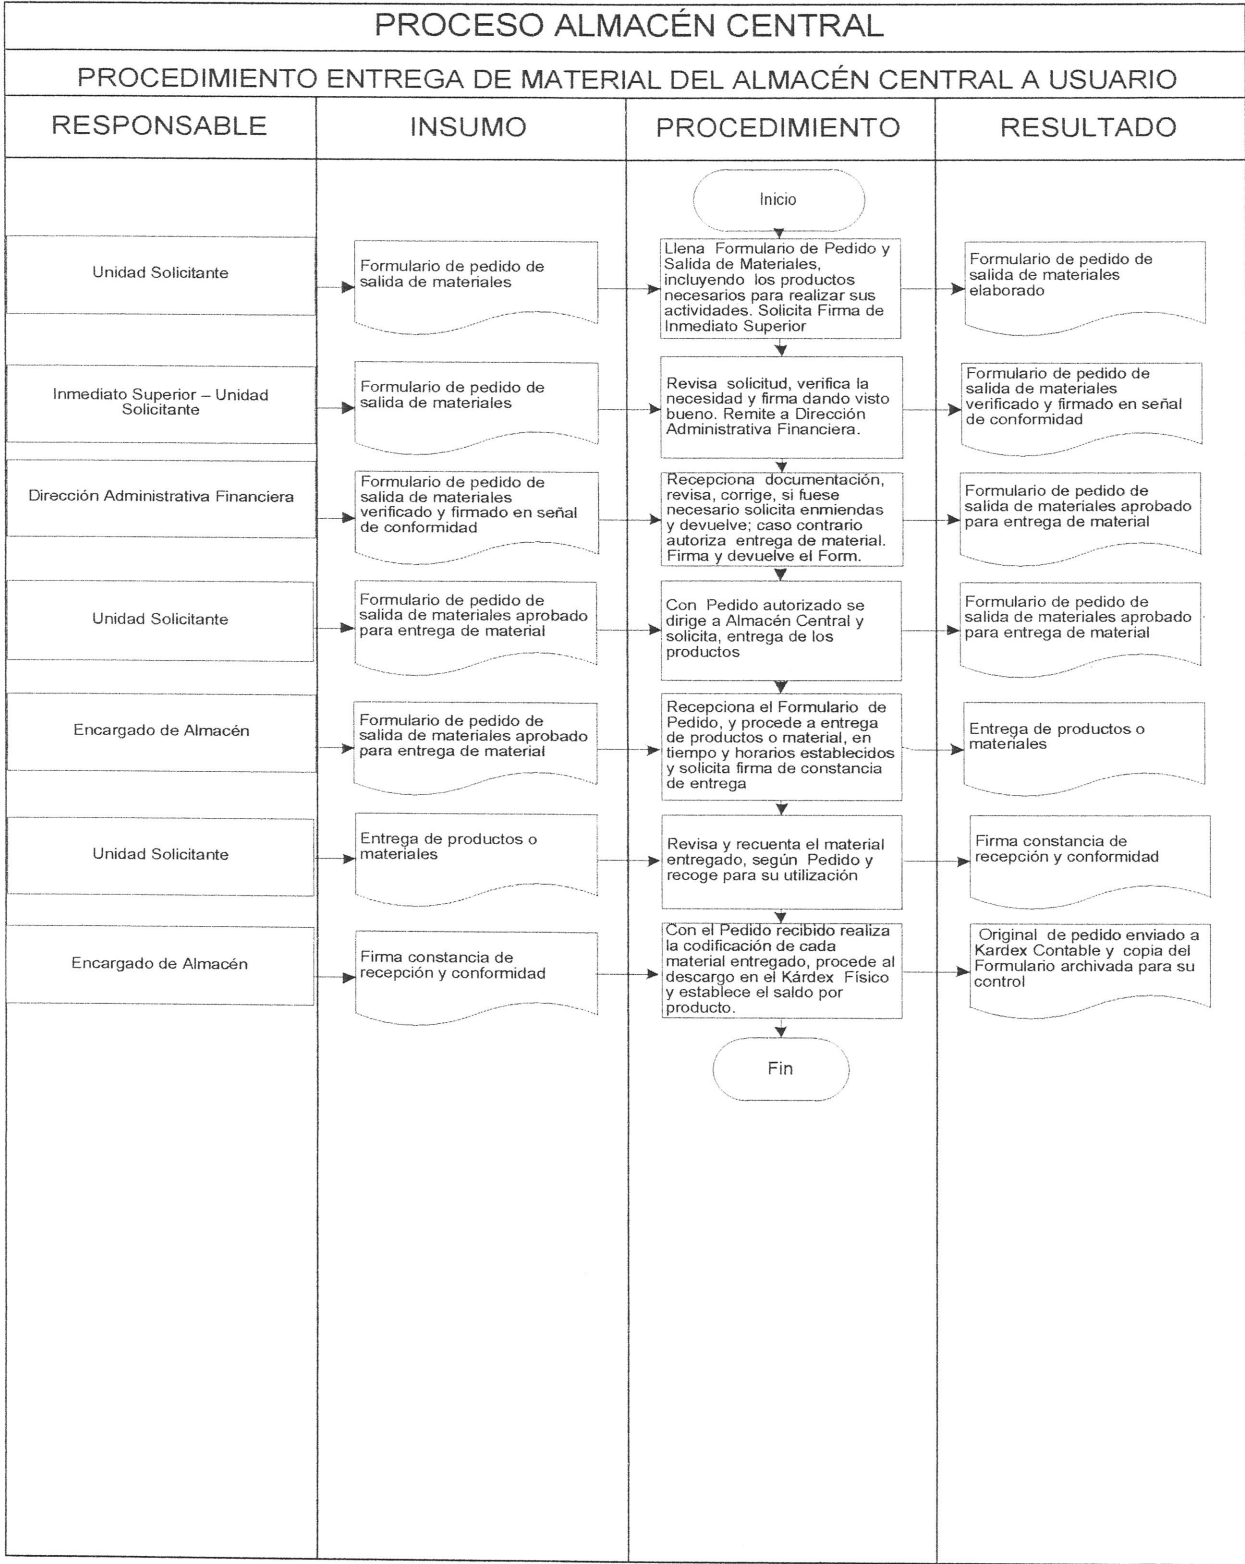 PROCESO ALMACÉN CENTRAL
PROCEDIMIENTO ENTREGA DE MATERIAL DEL ALMACÉN CENTRAL A USUARIO
RESPONSABLE
INSUMO
PROCEDIMIENTO
RESULTADO
Inicio
Unidad Solicitante
Formulario de pedido de
salida de materiales
Llena Formulario de Pedido y
Salida de Materiales,
incluyendo los productos
necesarios para realizar sus
actividades. Solicita Firma de
Inmediato Superior
Formulario de pedido de
salida de materiales
elaborado
Inmediato Superior – Unidad
Solicitante
Formulario de pedido de
salida de materiales
Revisa solicitud, verifica la
necesidad y firma dando visto
bueno. Remite a Dirección
Administrativa Financiera.
Formulario de pedido de
salida de materiales
verificado y firmado en señal
de conformidad
Dirección Administrativa Financiera
Formulario de pedido de
salida de materiales
verificado y firmado en señal
de conformidad
Recepciona documentación,
revisa, corrige, si fuese
necesario solicita enmiendas
y devuelve; caso contrario
autoriza entrega de material.
Firma y devuelve el Form.
Formulario de pedido de
salida de materiales aprobado
para entrega de material
Unidad Solicitante
Formulario de pedido de
salida de materiales aprobado
para entrega de material
Con Pedido autorizado se
dirige a Almacén Central y
solicita, entrega de los
productos
Formulario de pedido de
salida de materiales aprobado
para entrega de material
Encargado de Almacén
Formulario de pedido de
salida de materiales aprobado
para entrega de material
Recepciona el Formulario de
Pedido, y procede a entrega
de productos o material, en
tiempo y horarios establecidos
y solicita firma de constancia
de entrega
Entrega de productos o
materiales
Unidad Solicitante
Entrega de productos o
materiales
Revisa y recuenta el material
entregado, según Pedido y
recoge para su utilización
Firma constancia de
recepción y conformidad
Encargado de Almacén
Firma constancia de
recepción y conformidad
Con el Pedido recibido realiza
la codificación de cada
material entregado, procede al
descargo en el Kárdex Físico
y establece el saldo por
producto.
Original de pedido enviado a
Kardex Contable y copia del
Formulario archivada para su
control
Fin